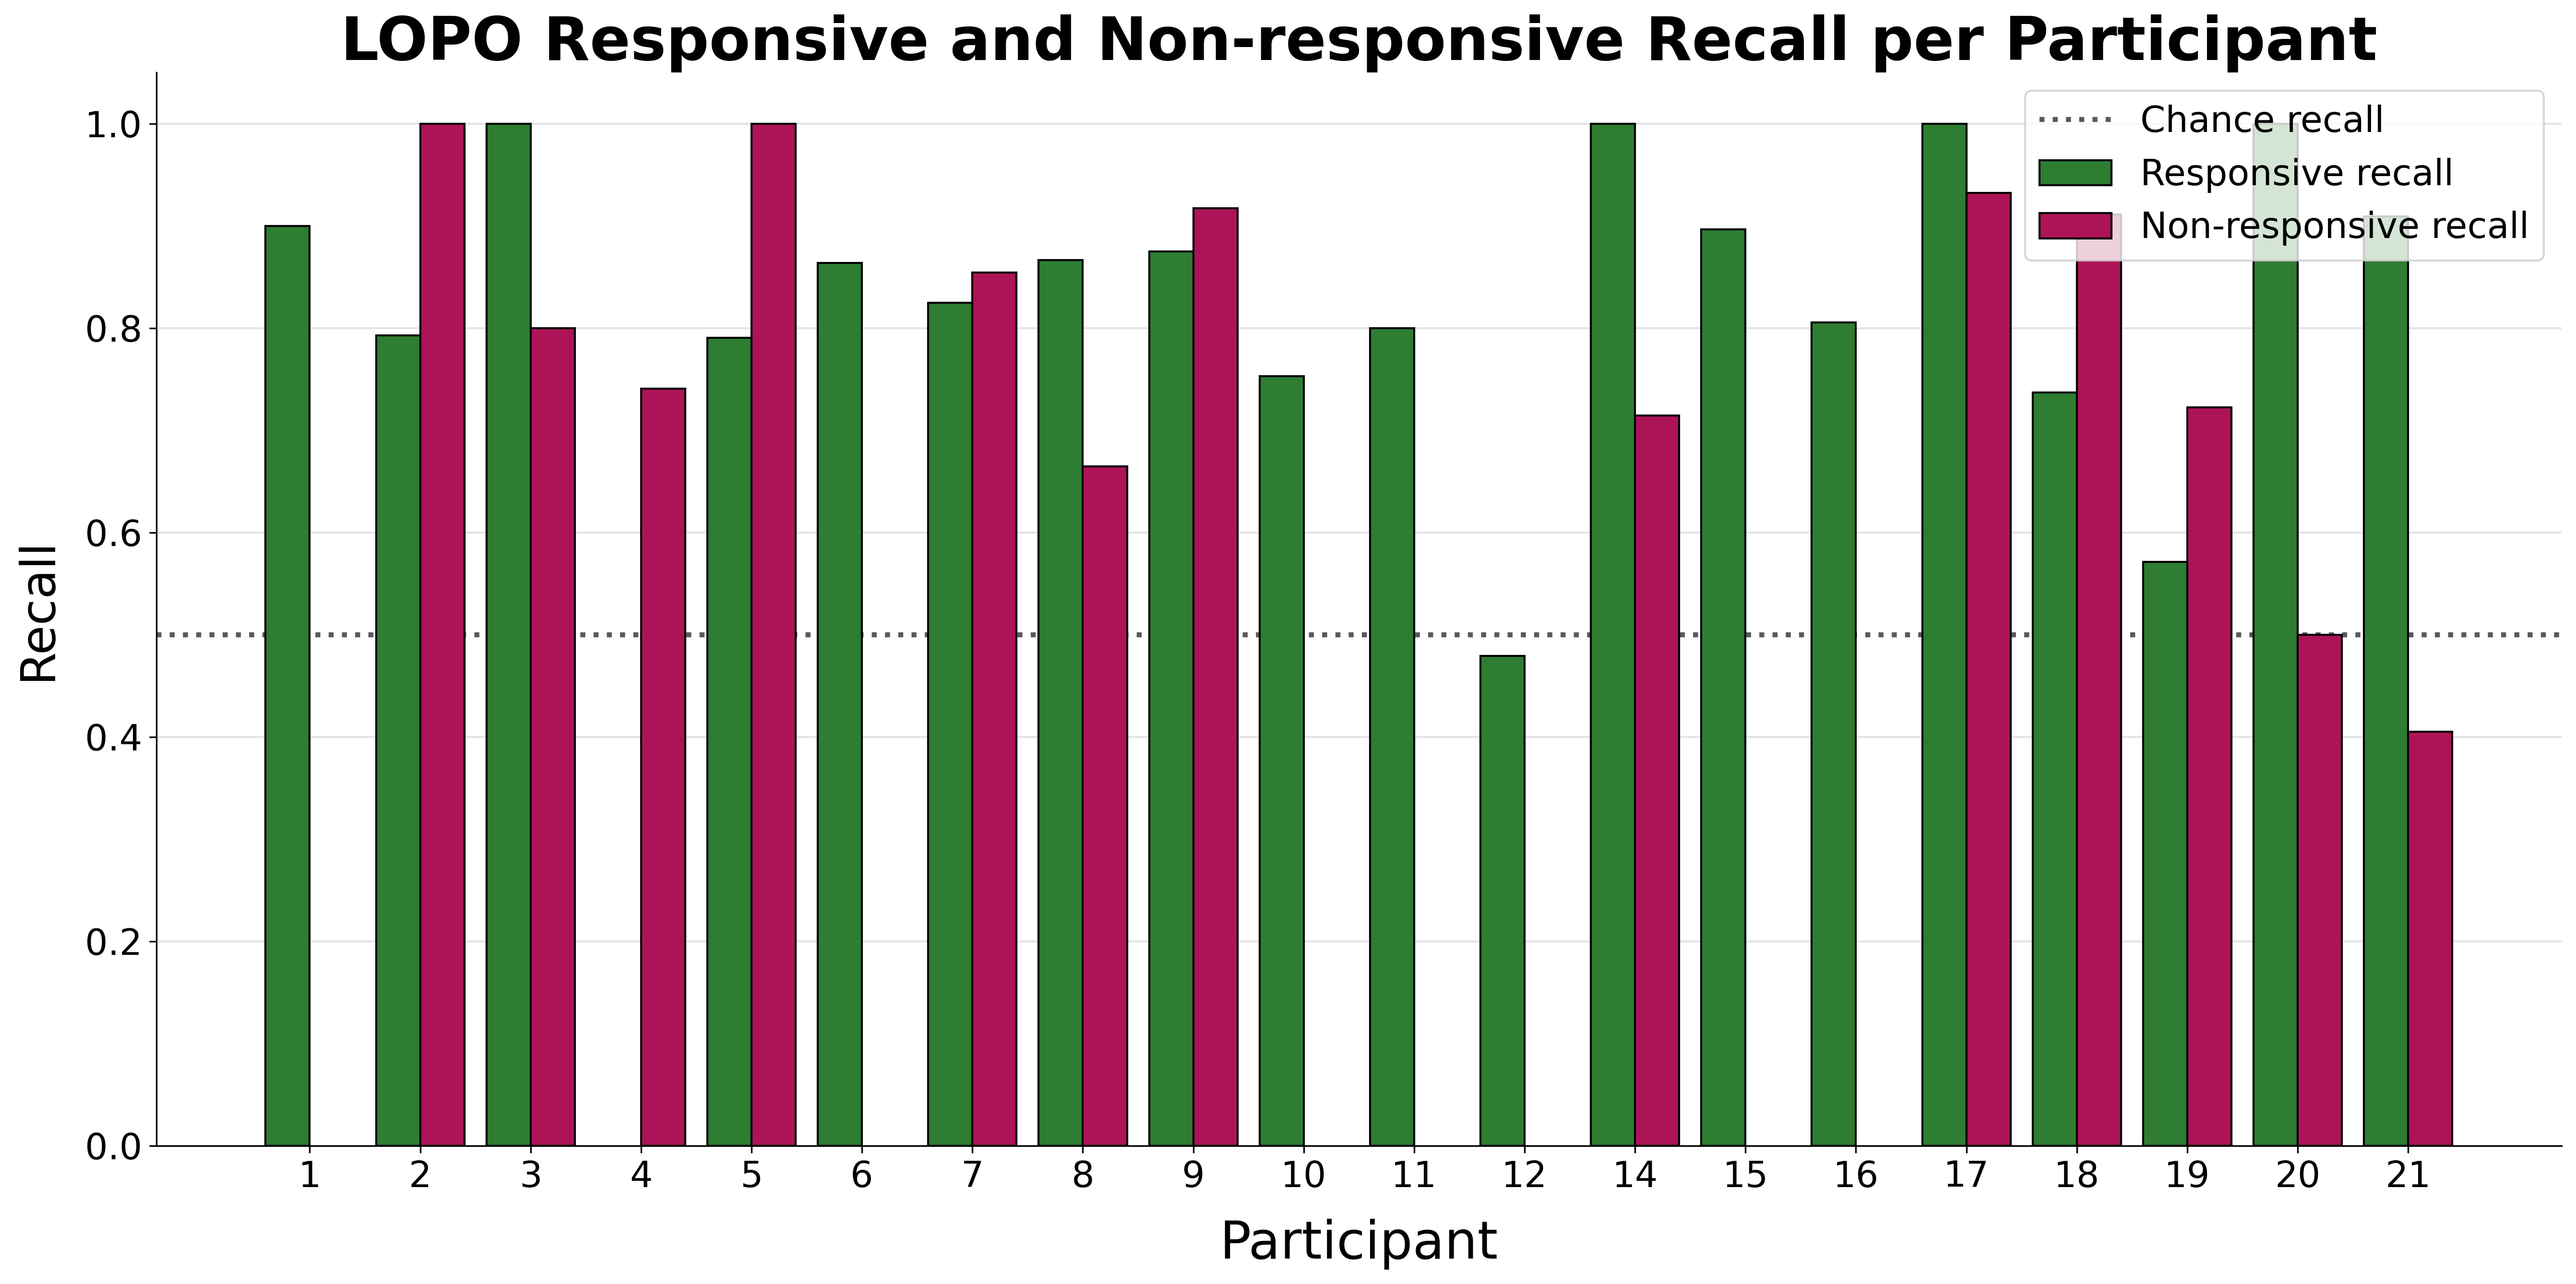 LOPO Responsive and Non-responsive Recall per Participant
Chance recall
Responsive recall
Non-responsive recall
1.0
0.8
0.6
0.4
0.2
0.0
Recall
1 2 3 4 5 6 7 8 9 10 11 12 14 15 16 17 18 19 20 21
Participant